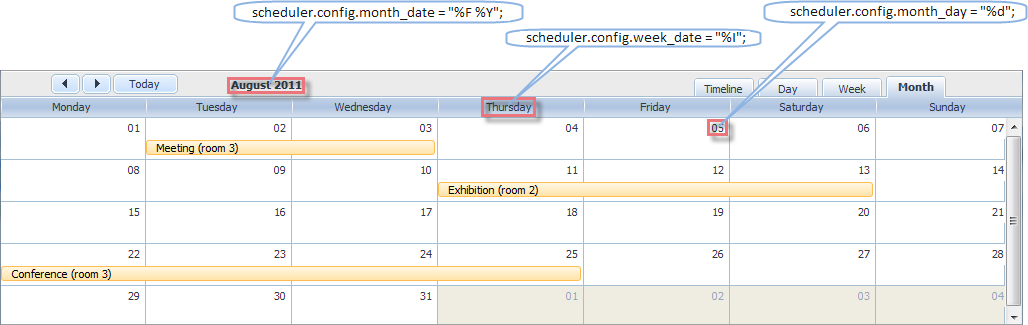 scheduler.config.month_date = "%F %Y";
scheduler.config.month_day = "%d";
scheduler.config.week_date = "%l";
Today
August 2011
Timeline Day Week Month
Monday Tuesday Wednesday Thursday Friday Saturday Sunday
01 02 03 04 05 06 07
Meeting (room 3)
08 09 10 11 12 13 14
Exhibition (room 2)
15 16 17 18 19 20 21
22 23 24 25 26 27 28
Conference (room 3)
29 30 31 01 02 03 04